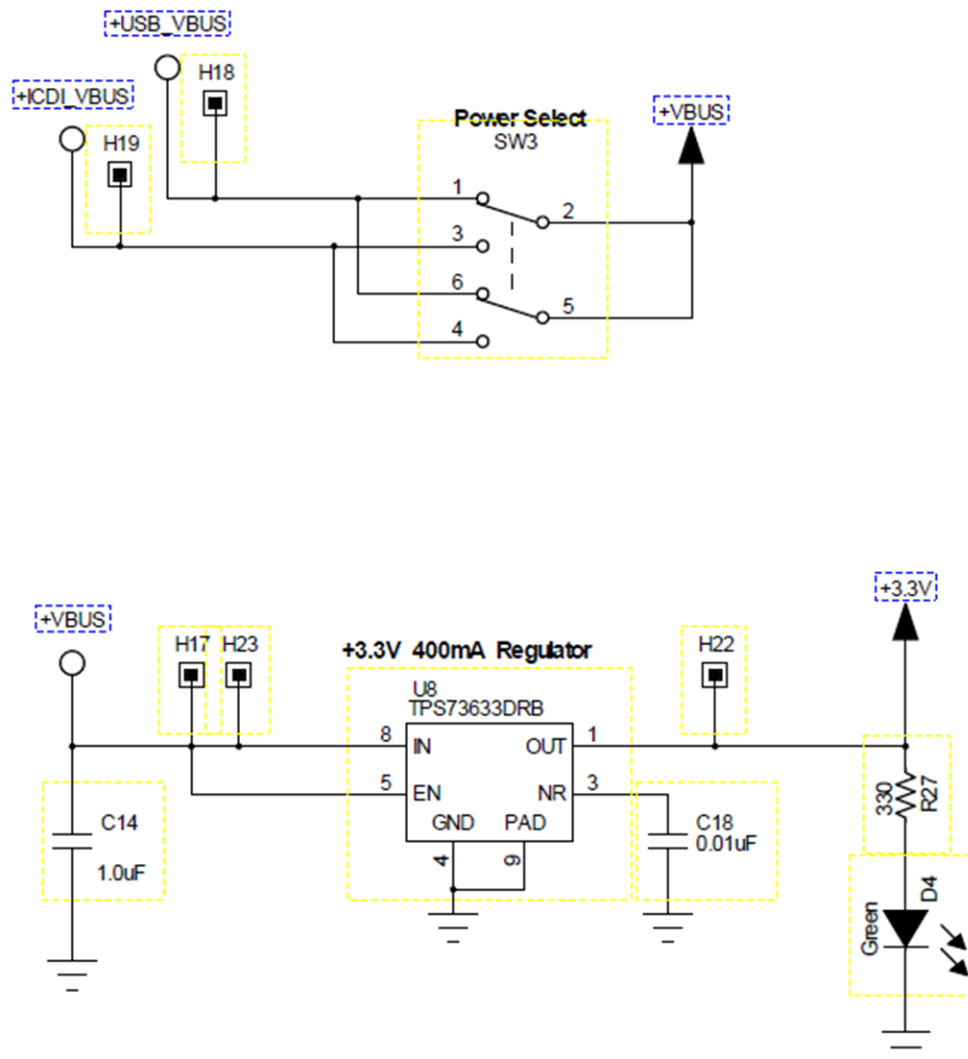 +USB_VBUS
H18
+ICDI_VBUS
H19
Power Select
SW3
+VBUS
1
2
3
6
5
4
+VBUS
H17
H23
+3.3V 400mA Regulator
H22
+3.3V
U8
TPS73633DRB
8
IN
OUT
1
5
EN
NR
3
GND
PAD
4
9
C14
1.0uF
C18
0.01uF
330
R27
D4
Green